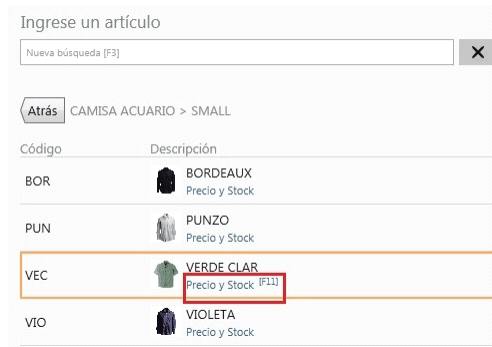 Ingrese un artículo
Nueva búsqueda [F3]
Atrás CAMISA ACUARIO > SMALL
Código Descripción
BOR BORDEAUX
Precio y Stock
PUN PUNZO
Precio y Stock
VEC VERDE CLAR
Precio y Stock [F11]
VIO VIOLETA
Precio y Stock